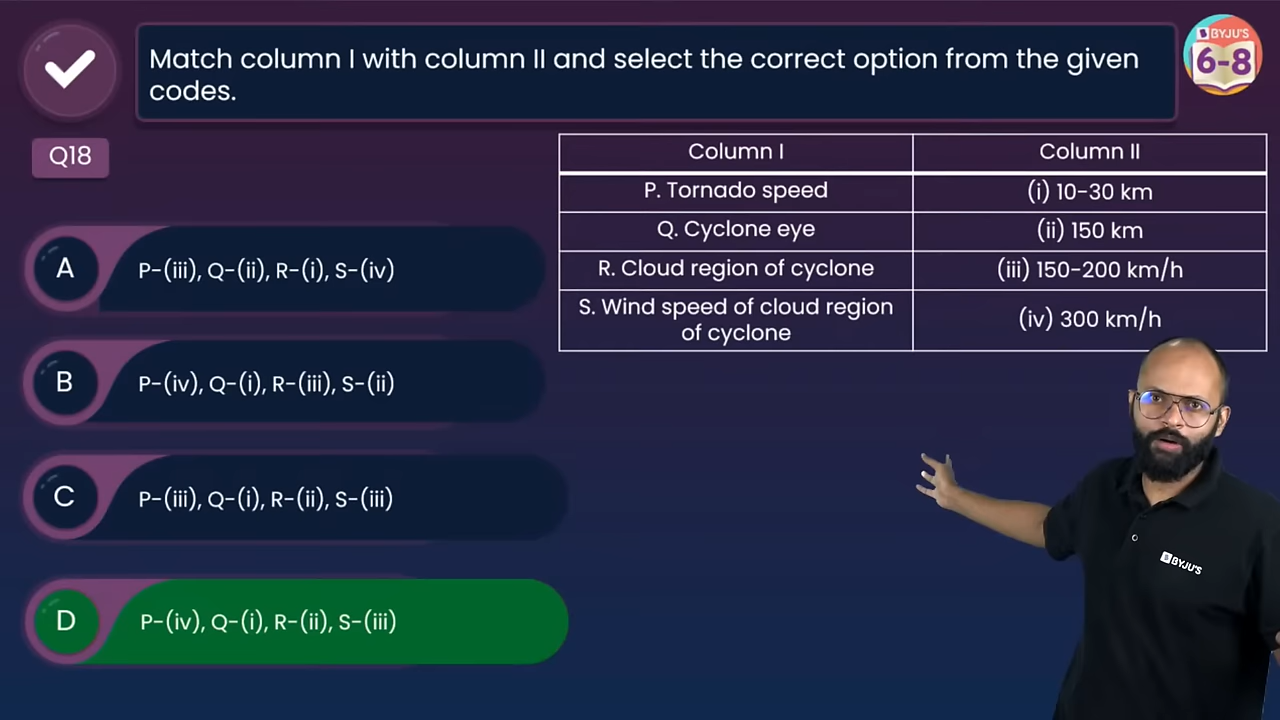 Match column I with column II and select the correct option from the given
codes.
BYJU'S
6-8
Q18
Column I
Column II
P. Tornado speed
(i) 10-30 km
Q. Cyclone eye
(ii) 150 km
R. Cloud region of cyclone
(iii) 150-200 km/h
S. Wind speed of cloud region
of cyclone
(iv) 300 km/h
A
P-(iii), Q-(ii), R-(i), S-(iv)
B
P-(iv), Q-(i), R-(iii), S-(ii)
C
P-(iii), Q-(i), R-(ii), S-(iii)
D
P-(iv), Q-(i), R-(ii), S-(iii)
BYJU'S